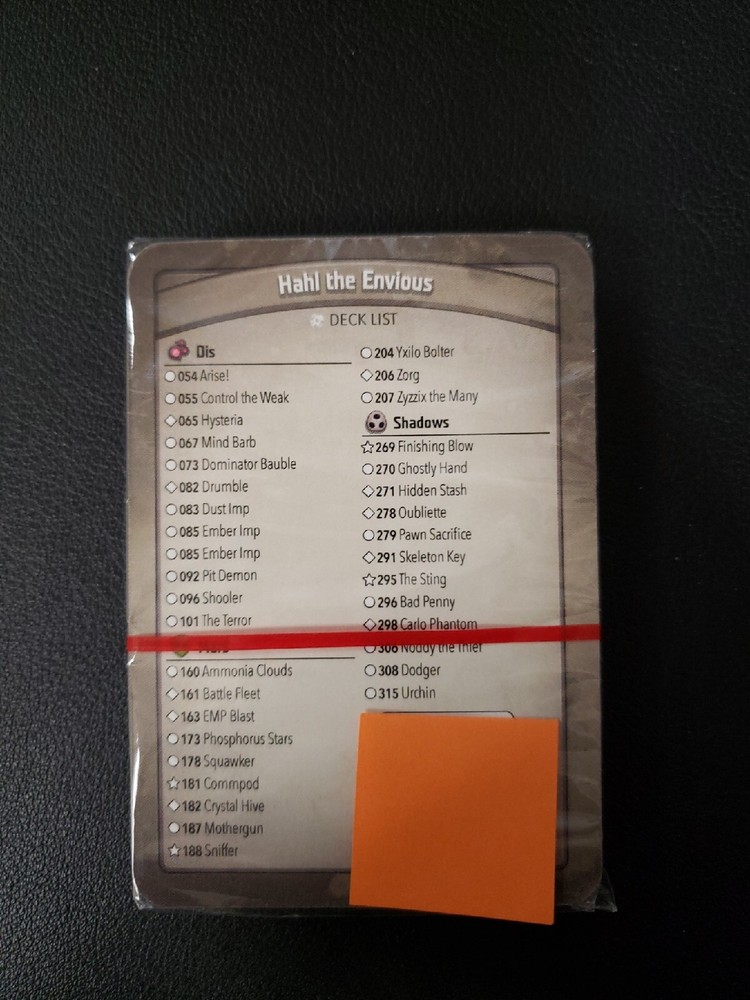 Hahl the Envious
DECK LIST
Dis
054 Arise!
055 Control the Weak
065 Hysteria
067 Mind Barb
073 Dominator Bauble
082 Drumble
083 Dust Imp
085 Ember Imp
085 Ember Imp
092 Pit Demon
096 Shooler
101 The Terror
160 Ammonia Clouds
161 Battle Fleet
163 EMP Blast
173 Phosphorus Stars
178 Squawker
181 Commpod
182 Crystal Hive
187 Mothergun
188 Sniffer
204 Yxilo Bolter
206 Zorg
207 Zyzzix the Many
Shadows
269 Finishing Blow
270 Ghostly Hand
271 Hidden Stash
278 Oubliette
279 Pawn Sacrifice
291 Skeleton Key
295 The Sting
296 Bad Penny
298 Carlo Phantom
306 Noddy the Thief
308 Dodger
315 Urchin